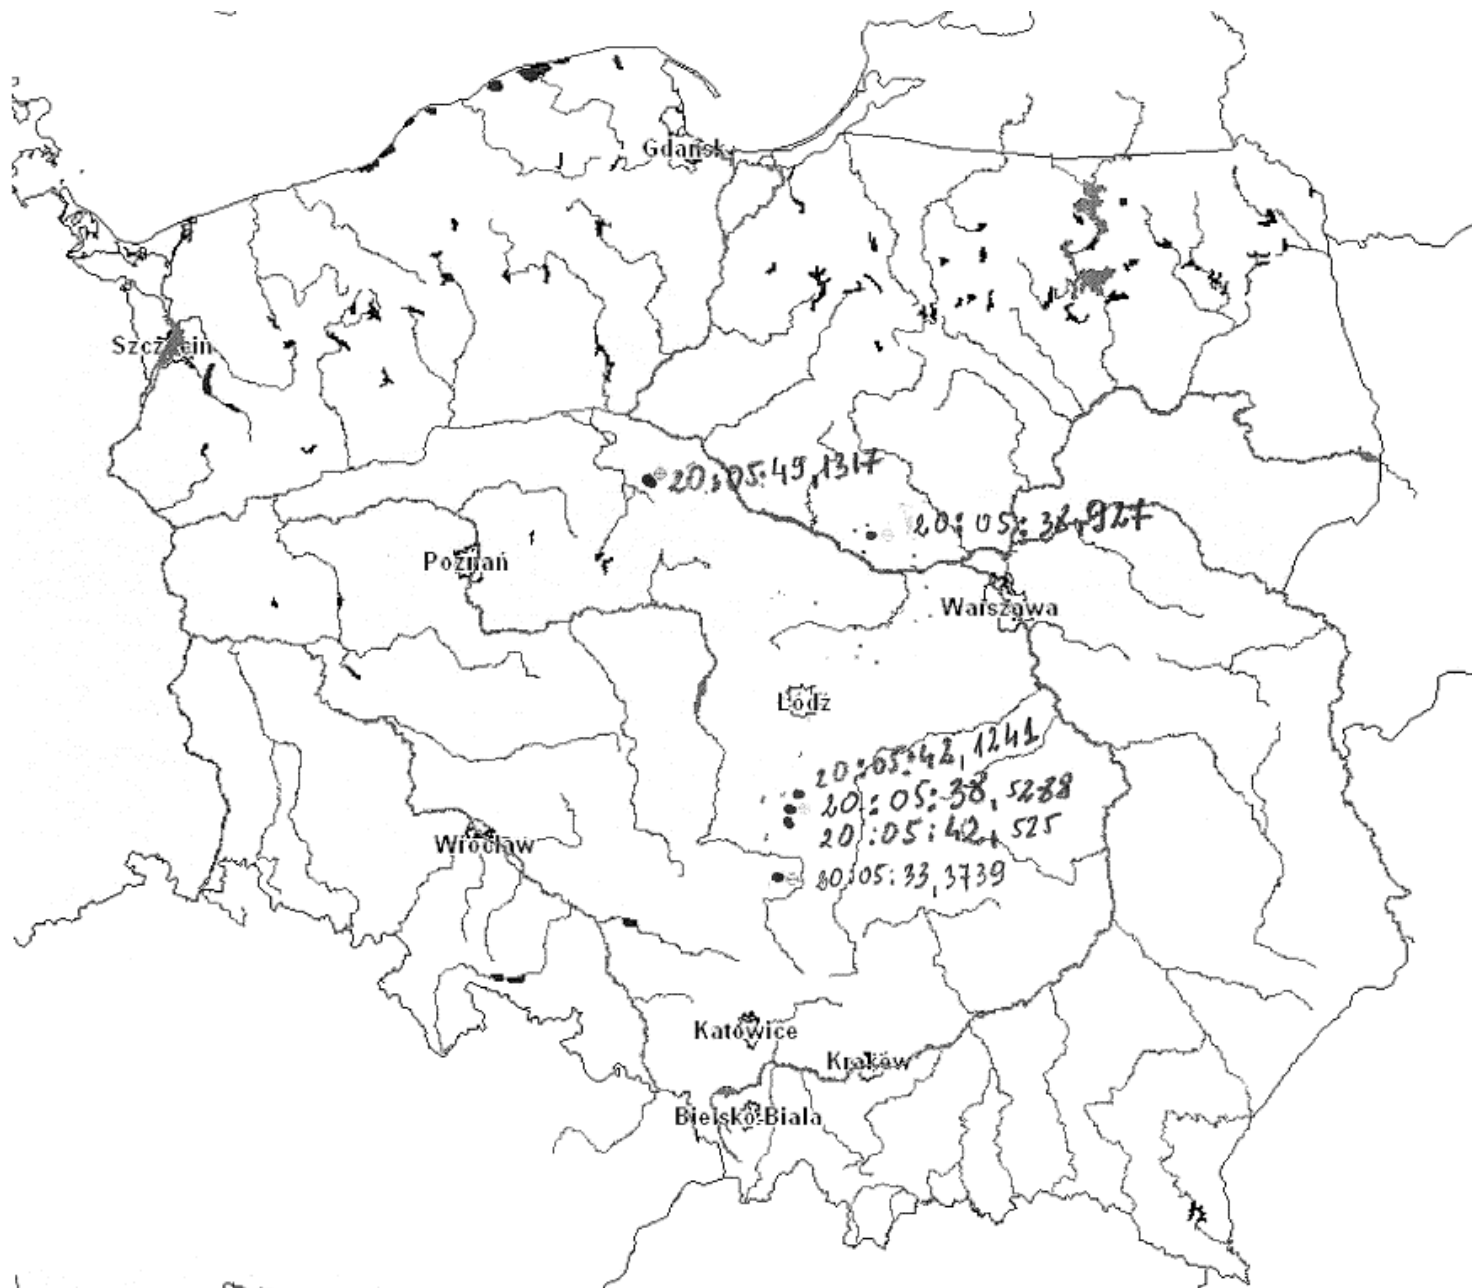 Gdańsk
Szczecin
20:05:49,1317
20:05:38,927
Poznań
Warszawa
Łódź
20:05:42,1241
20:05:38,5288
20:05:42,525
Wrocław
20:05:33,3739
Katowice
Kraków
Bielsko-Biala